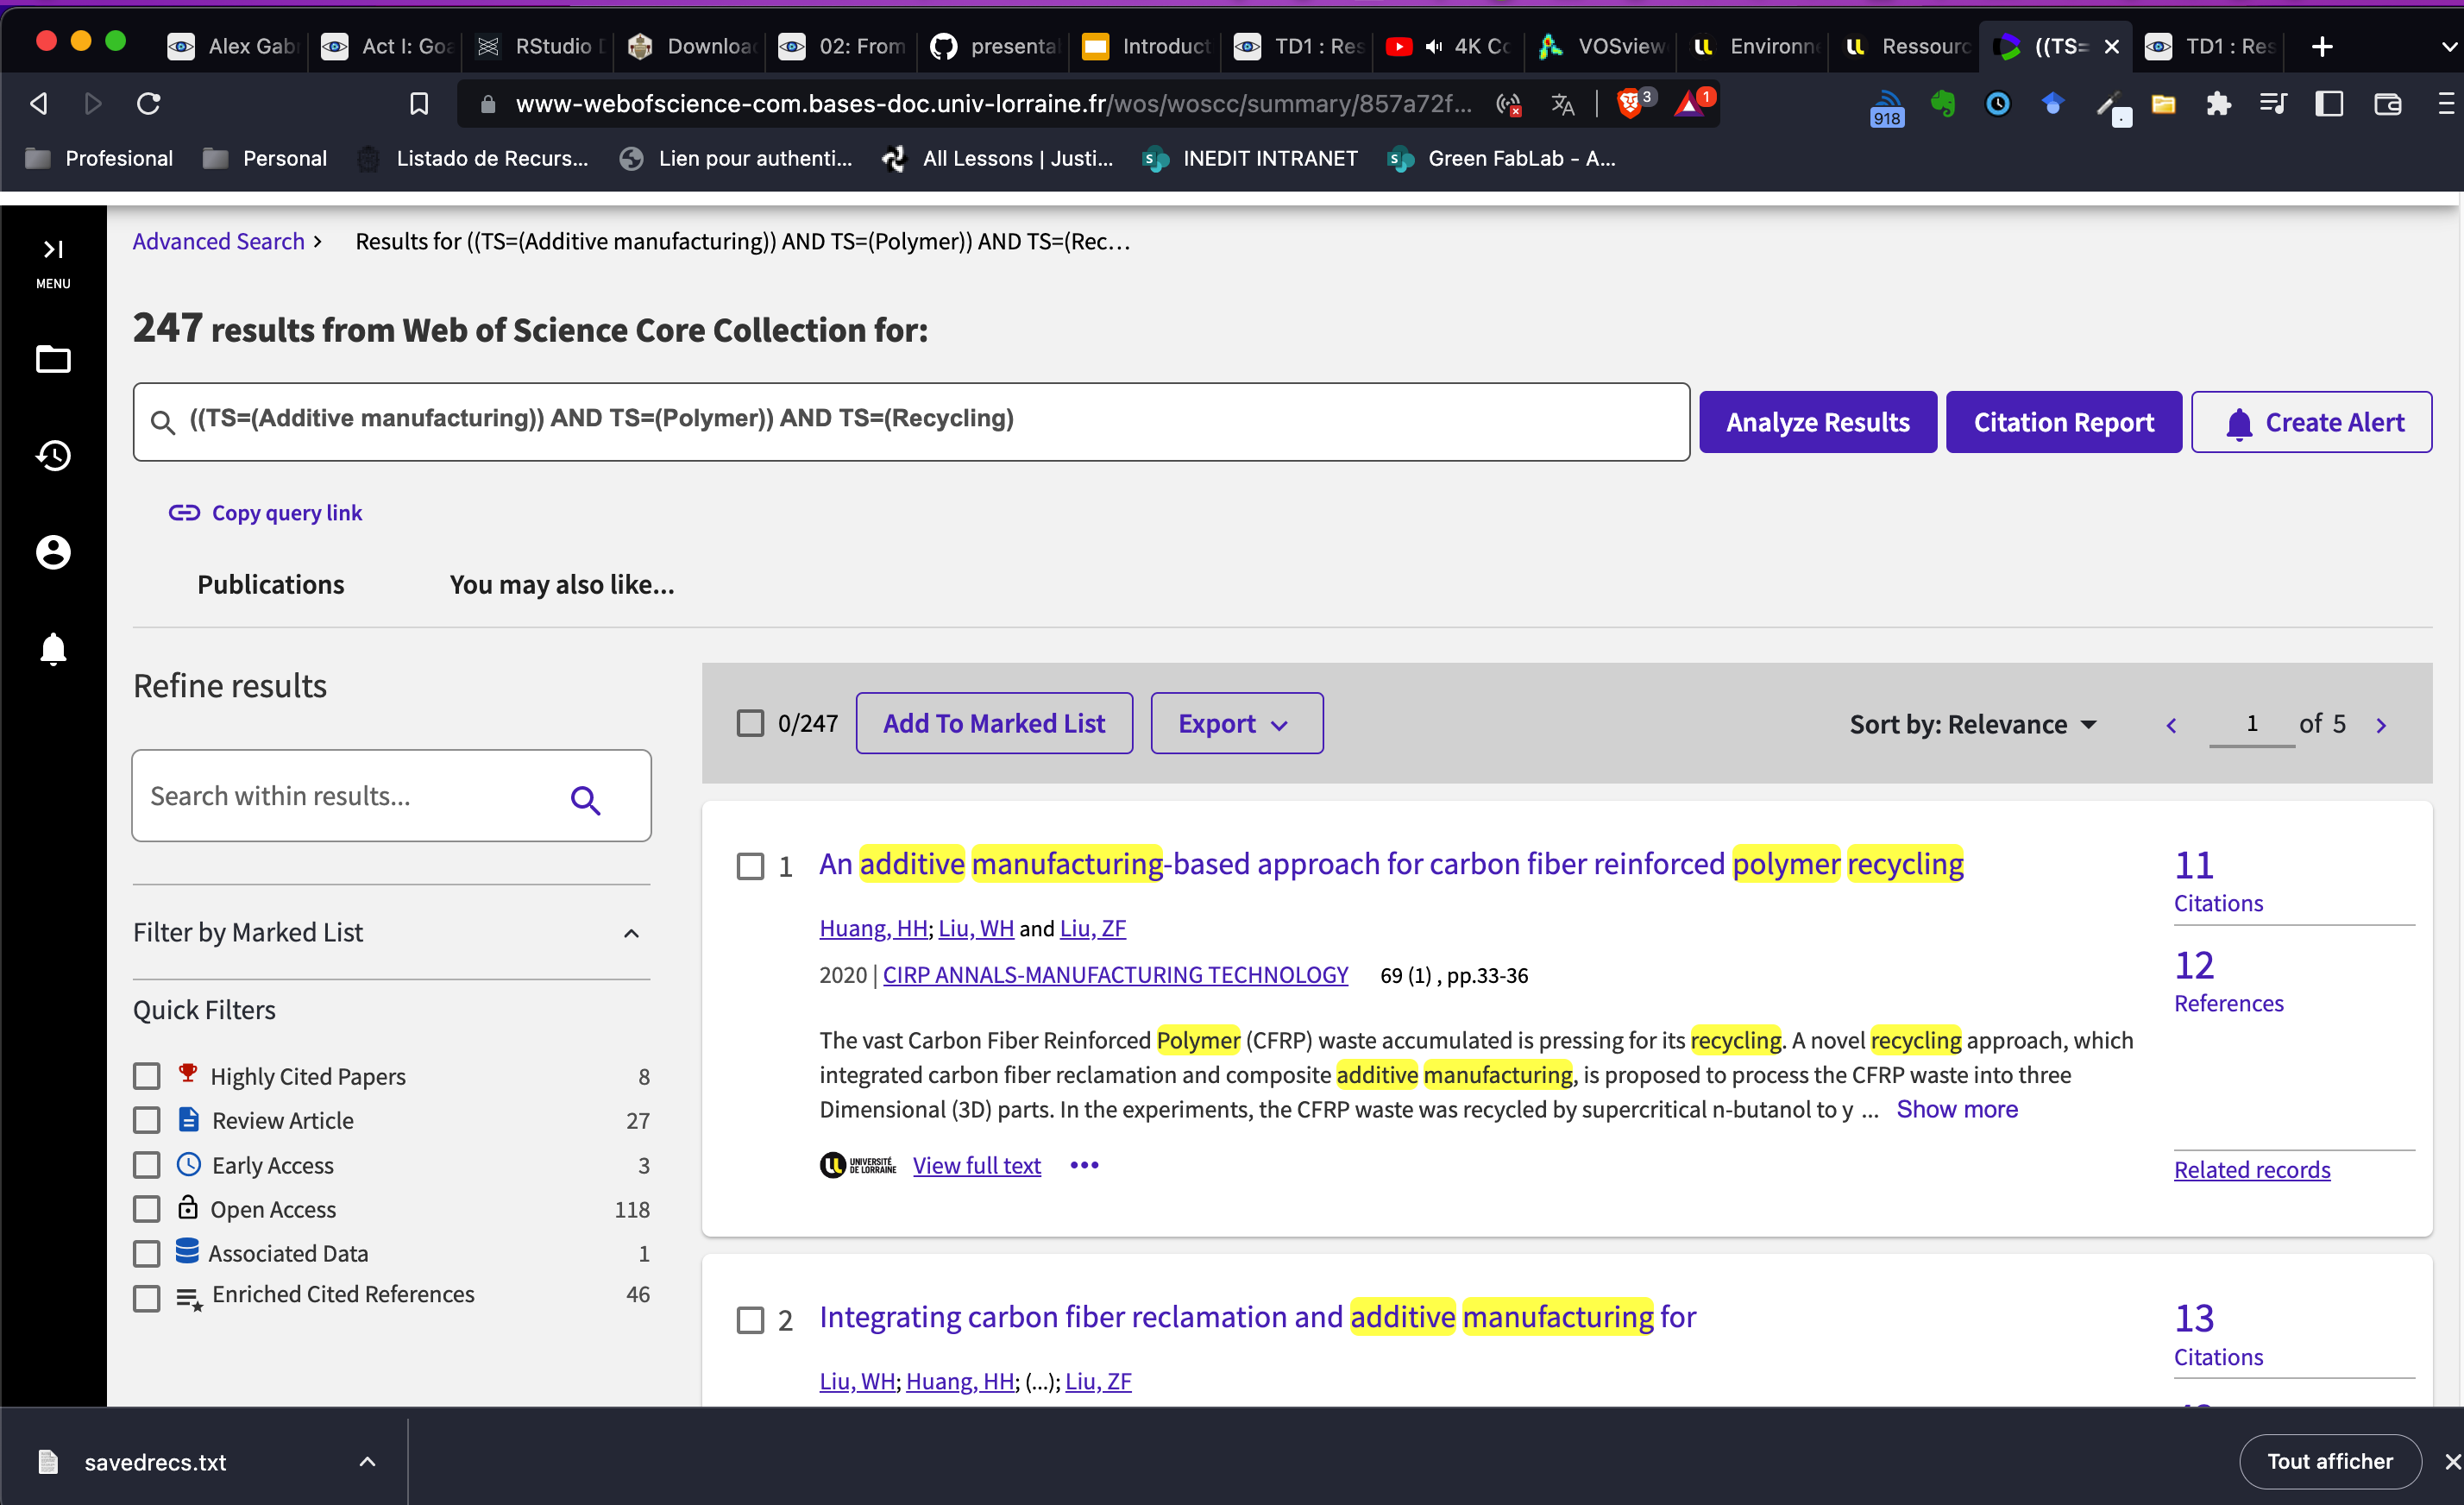 Alex Gab
Act I: Goa
RStudio
Downloa
02: From
presenta
Introduct
TD1 : Res
4K Co
VOSview
Environne
Ressourc
((TS=
TD1 : Res
www-webofscience-com.bases-doc.univ-lorraine.fr/wos/woscc/summary/857a72f...
3
1
918
Profesional
Personal
Listado de Recurs...
Lien pour authenti...
All Lessons | Justi...
INEDIT INTRANET
Green FabLab - A...
MENU
Advanced Search > Results for ((TS=(Additive manufacturing)) AND TS=(Polymer)) AND TS=(Rec...
247 results from Web of Science Core Collection for:
((TS=(Additive manufacturing)) AND TS=(Polymer)) AND TS=(Recycling)
Analyze Results
Citation Report
Create Alert
Copy query link
Publications
You may also like...
Refine results
Search within results...
Filter by Marked List
Quick Filters
Highly Cited Papers 8
Review Article 27
Early Access 3
Open Access 118
Associated Data 1
Enriched Cited References 46
0/247
Add To Marked List
Export
Sort by: Relevance
1 of 5
1 An additive manufacturing-based approach for carbon fiber reinforced polymer recycling
Huang, HH; Liu, WH and Liu, ZF
2020 | CIRP ANNALS-MANUFACTURING TECHNOLOGY 69 (1) , pp.33-36
The vast Carbon Fiber Reinforced Polymer (CFRP) waste accumulated is pressing for its recycling. A novel recycling approach, which
integrated carbon fiber reclamation and composite additive manufacturing, is proposed to process the CFRP waste into three
Dimensional (3D) parts. In the experiments, the CFRP waste was recycled by supercritical n-butanol to y ... Show more
UNIVERSITÉ
DE LORRAINE
View full text
11
Citations
12
References
Related records
2 Integrating carbon fiber reclamation and additive manufacturing for
Liu, WH; Huang, HH; (...); Liu, ZF
13
Citations
savedrecs.txt
Tout afficher